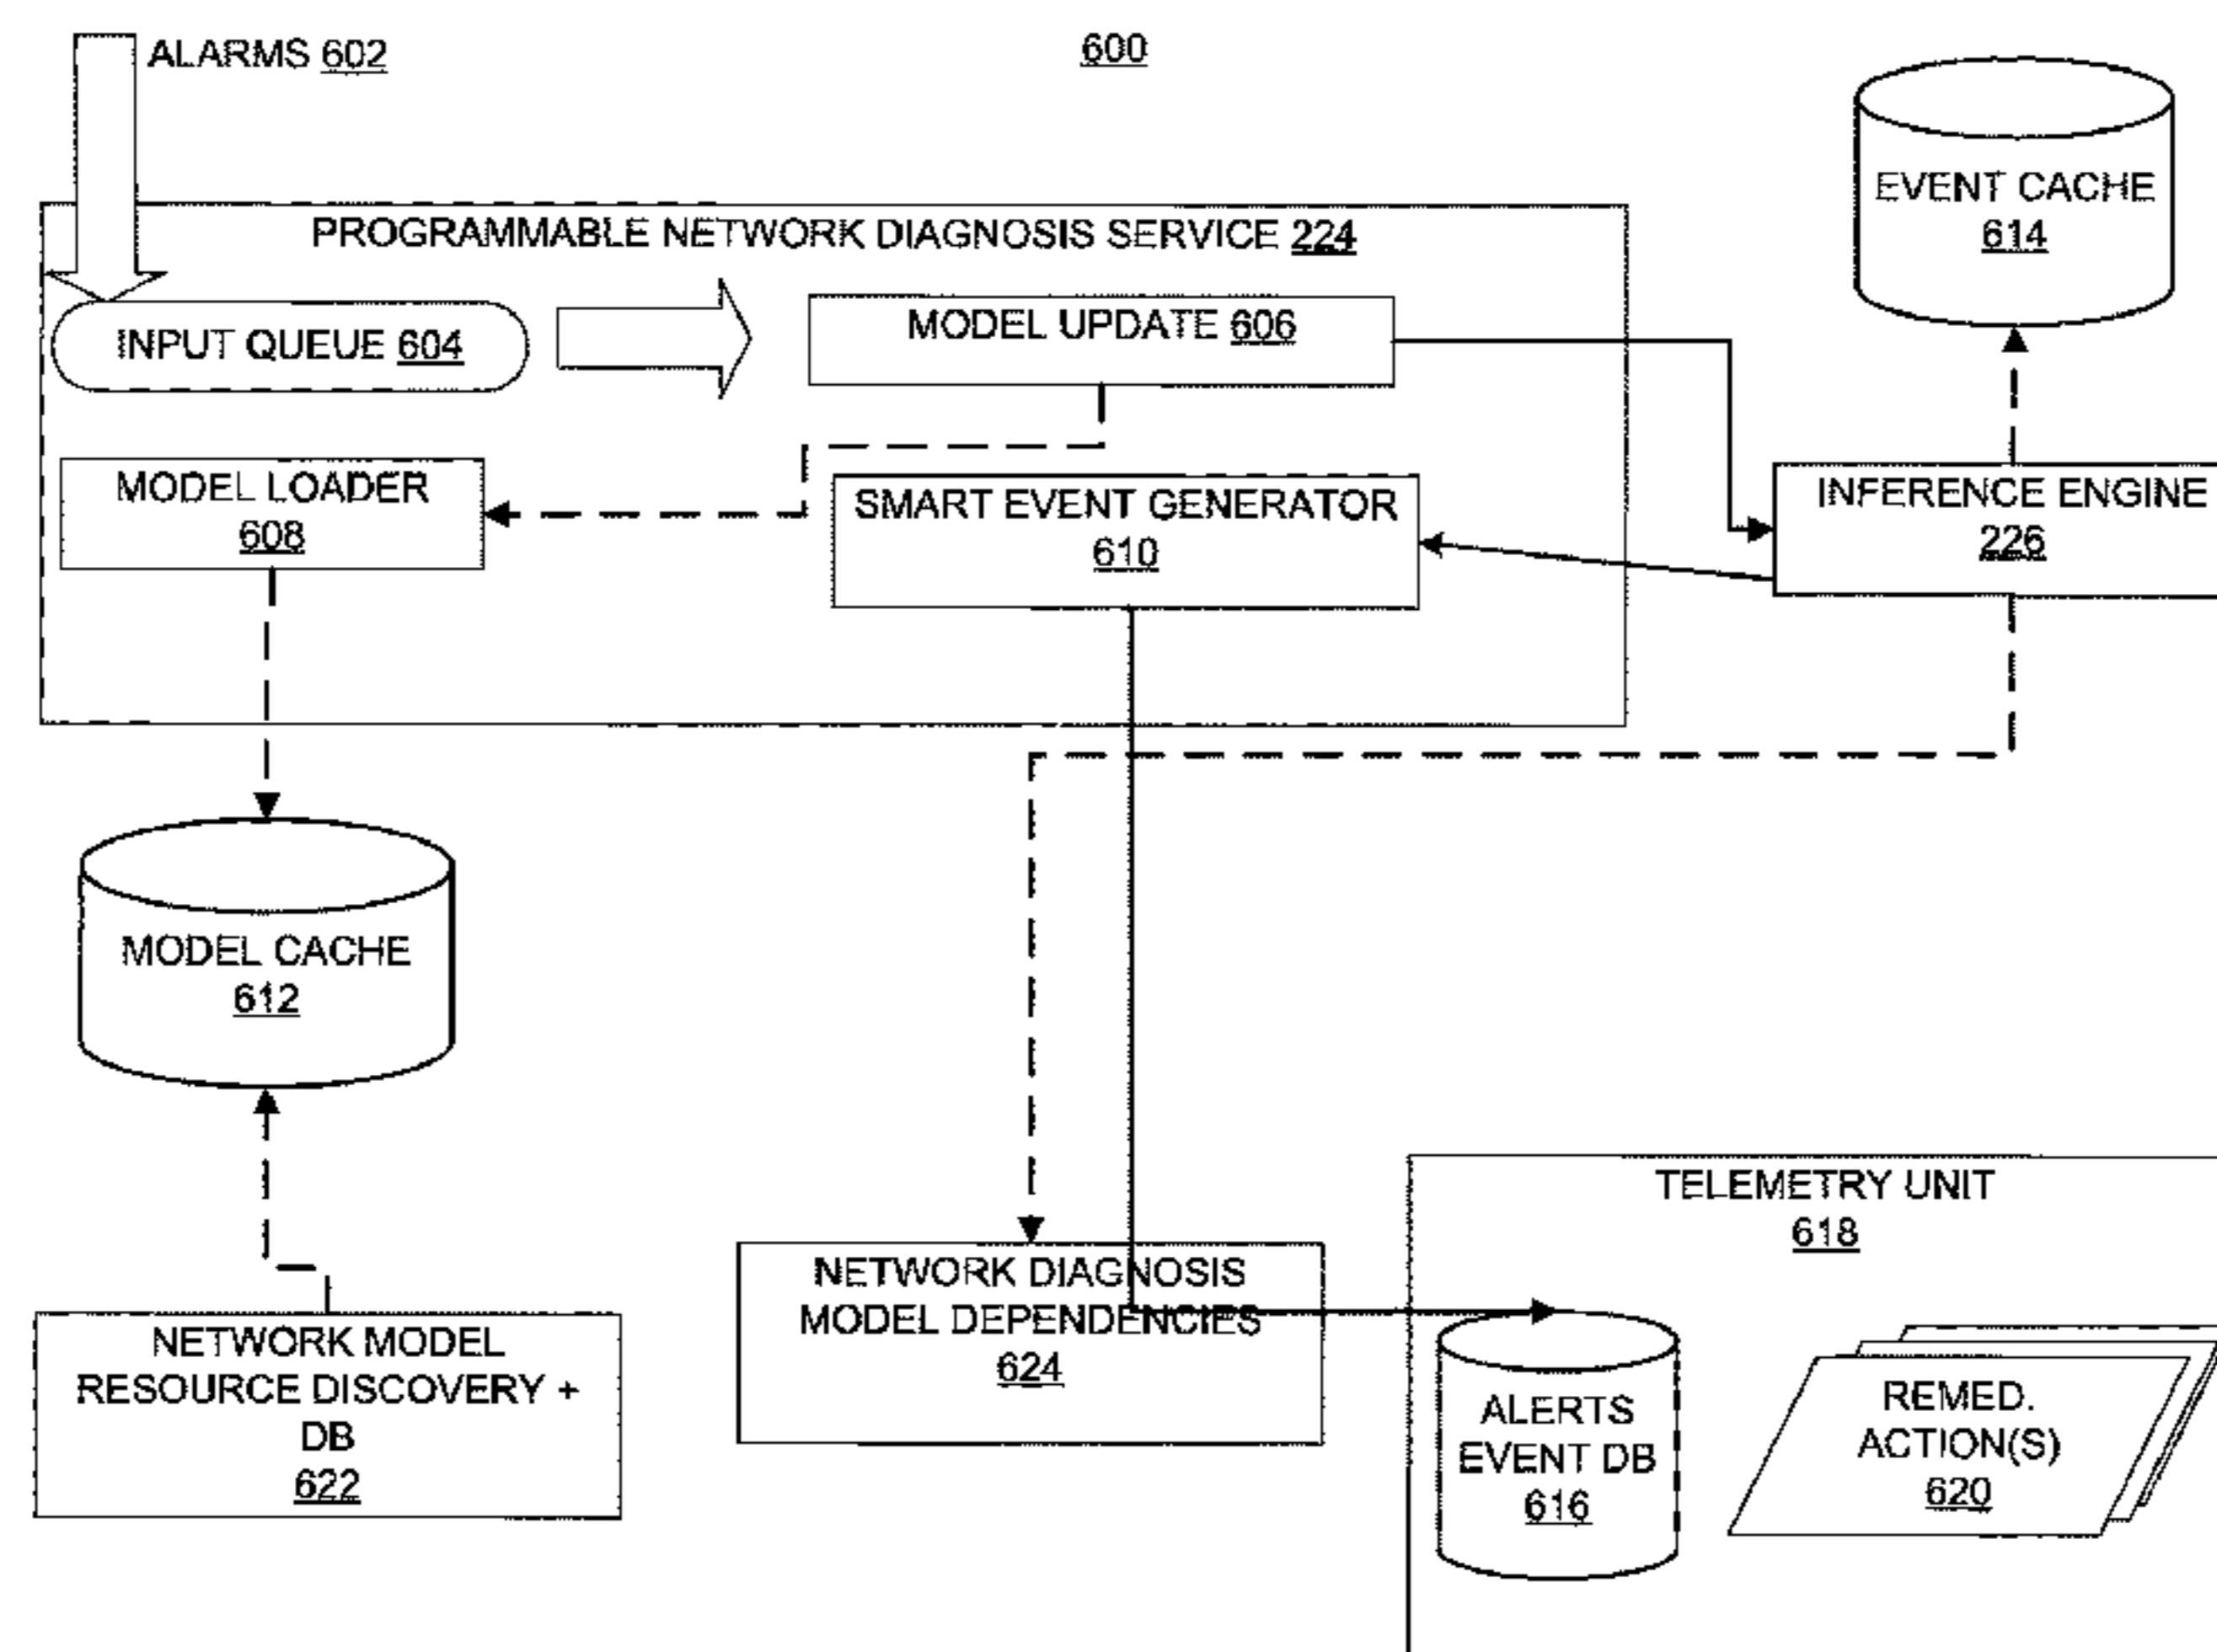 ALARMS 602
600
EVENT CACHE
614
PROGRAMMABLE NETWORK DIAGNOSIS SERVICE 224
INPUT QUEUE 604
MODEL UPDATE 606
MODEL LOADER
608
SMART EVENT GENERATOR
610
INFERENCE ENGINE
226
MODEL CACHE
612
TELEMETRY UNIT
618
NETWORK DIAGNOSIS
MODEL DEPENDENCIES
624
NETWORK MODEL
RESOURCE DISCOVERY +
DB
622
ALERTS
EVENT DB
616
REMED.
ACTION(S)
620